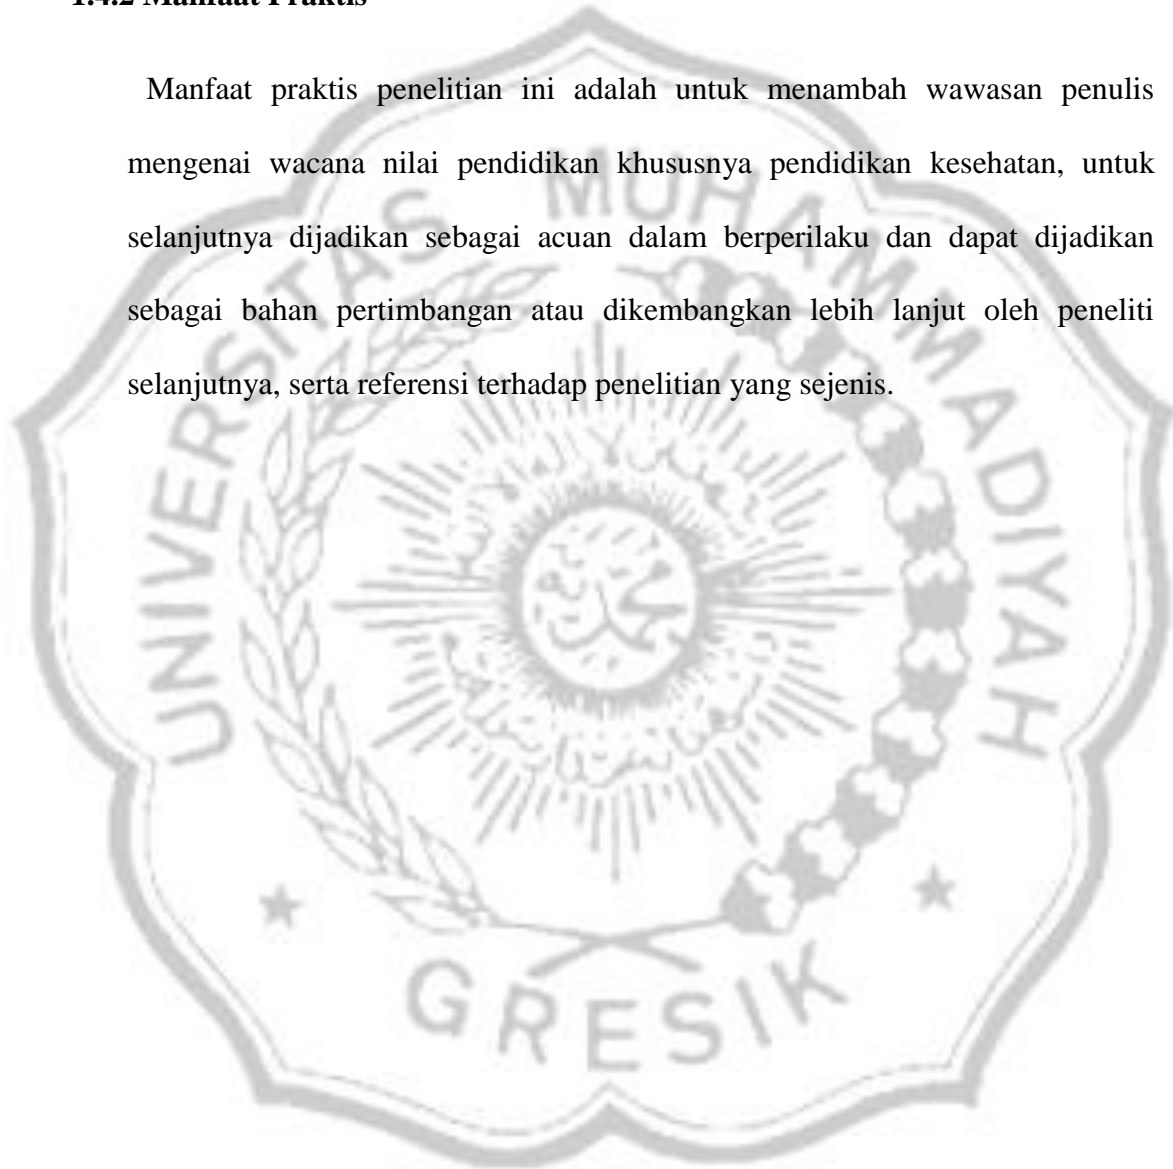 1.4.2 Manfaat Praktis
Manfaat praktis penelitian ini adalah untuk menambah wawasan penulis
mengenai wacana nilai pendidikan khususnya pendidikan kesehatan, untuk
selanjutnya dijadikan sebagai acuan dalam berperilaku dan dapat dijadikan
sebagai bahan pertimbangan atau dikembangkan lebih lanjut oleh peneliti
selanjutnya, serta referensi terhadap penelitian yang sejenis.
UNIVERSITAS MUHAMMADIYAH
GRESIK